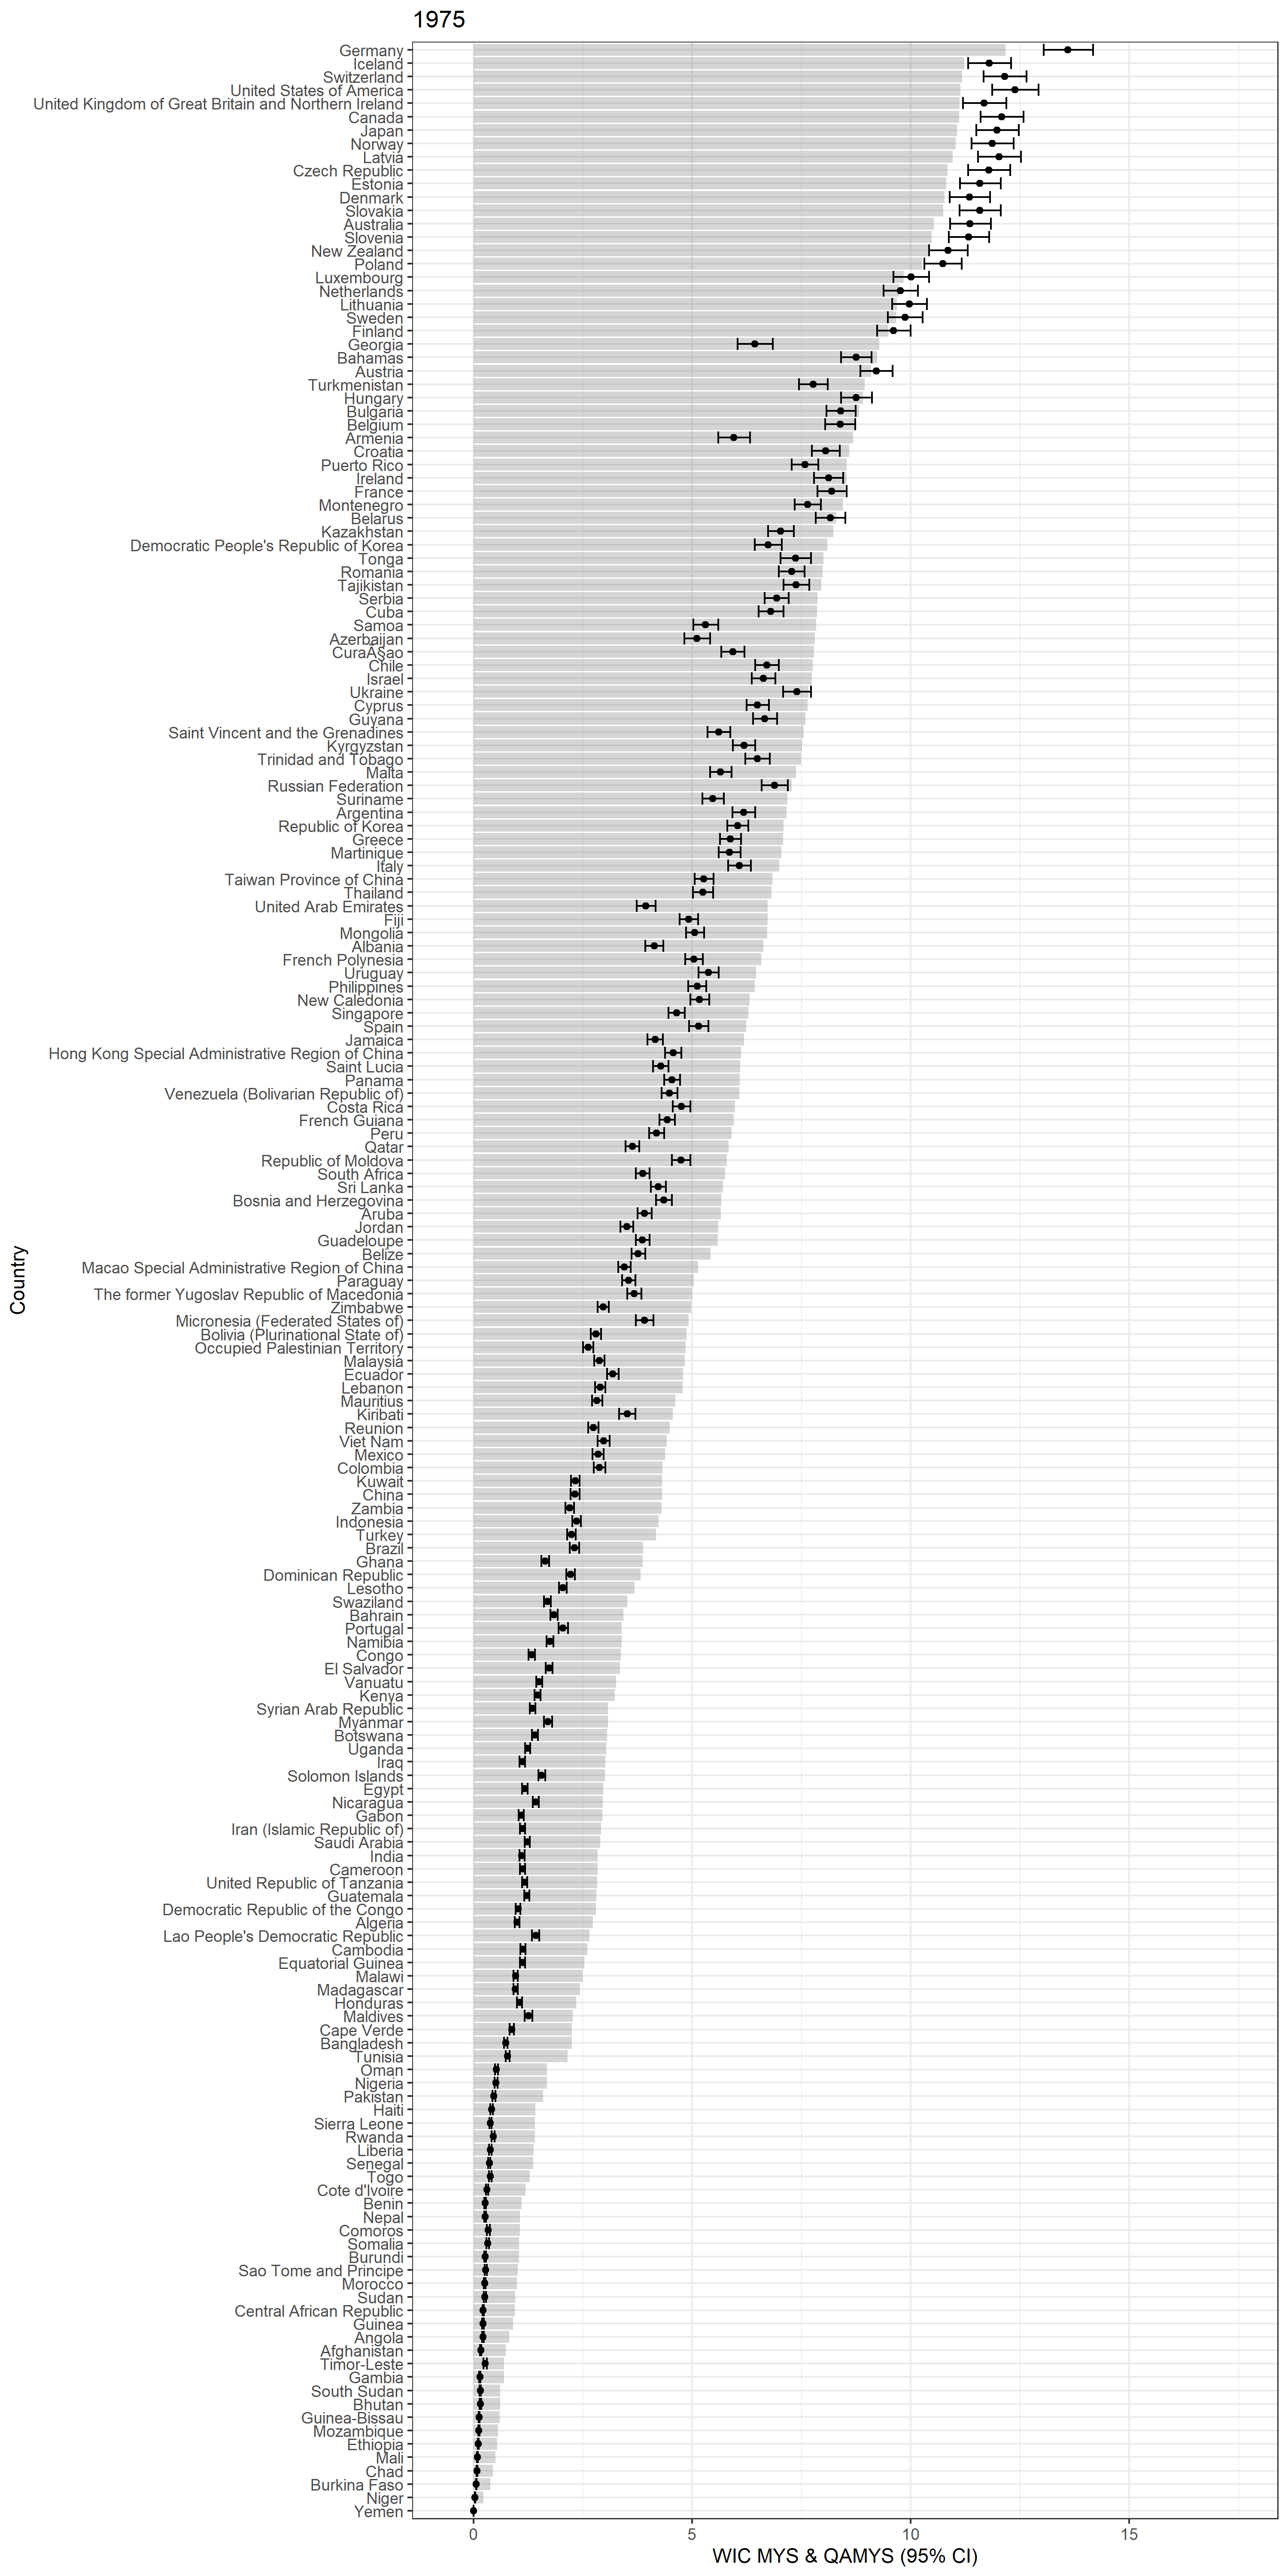 1975
Germany
Iceland
Switzerland
United States of America
United Kingdom of Great Britain and Northern Ireland
Canada
Japan
Norway
Latvia
Czech Republic
Estonia
Denmark
Slovakia
Australia
Slovenia
New Zealand
Poland
Luxembourg
Netherlands
Lithuania
Sweden
Finland
Georgia
Bahamas
Austria
Turkmenistan
Hungary
Bulgaria
Belgium
Armenia
Croatia
Puerto Rico
Ireland
France
Montenegro
Belarus
Kazakhstan
Democratic People's Republic of Korea
Tonga
Romania
Tajikistan
Serbia
Cuba
Samoa
Azerbaijan
CuraÃ§ao
Chile
Israel
Ukraine
Cyprus
Guyana
Saint Vincent and the Grenadines
Kyrgyzstan
Trinidad and Tobago
Malta
Russian Federation
Suriname
Argentina
Republic of Korea
Greece
Martinique
Italy
Taiwan Province of China
Thailand
United Arab Emirates
Fiji
Mongolia
Albania
French Polynesia
Uruguay
Philippines
New Caledonia
Singapore
Spain
Jamaica
Hong Kong Special Administrative Region of China
Saint Lucia
Panama
Venezuela (Bolivarian Republic of)
Costa Rica
French Guiana
Peru
Qatar
Republic of Moldova
South Africa
Sri Lanka
Bosnia and Herzegovina
Aruba
Jordan
Guadeloupe
Belize
Macao Special Administrative Region of China
Paraguay
The former Yugoslav Republic of Macedonia
Zimbabwe
Micronesia (Federated States of)
Bolivia (Plurinational State of)
Occupied Palestinian Territory
Malaysia
Ecuador
Lebanon
Mauritius
Kiribati
Reunion
Viet Nam
Mexico
Colombia
Kuwait
China
Zambia
Indonesia
Turkey
Brazil
Ghana
Dominican Republic
Lesotho
Swaziland
Bahrain
Portugal
Namibia
Congo
El Salvador
Vanuatu
Kenya
Syrian Arab Republic
Myanmar
Botswana
Uganda
Iraq
Solomon Islands
Egypt
Nicaragua
Gabon
Iran (Islamic Republic of)
Saudi Arabia
India
Cameroon
United Republic of Tanzania
Guatemala
Democratic Republic of the Congo
Algeria
Lao People's Democratic Republic
Cambodia
Equatorial Guinea
Malawi
Madagascar
Honduras
Maldives
Cape Verde
Bangladesh
Tunisia
Oman
Nigeria
Pakistan
Haiti
Sierra Leone
Rwanda
Liberia
Senegal
Togo
Cote d'Ivoire
Benin
Nepal
Comoros
Somalia
Burundi
Sao Tome and Principe
Morocco
Sudan
Central African Republic
Guinea
Angola
Afghanistan
Timor-Leste
Gambia
South Sudan
Bhutan
Guinea-Bissau
Mozambique
Ethiopia
Mali
Chad
Burkina Faso
Niger
Yemen
Country
0 5 10 15
WIC MYS & QAMYS (95% CI)